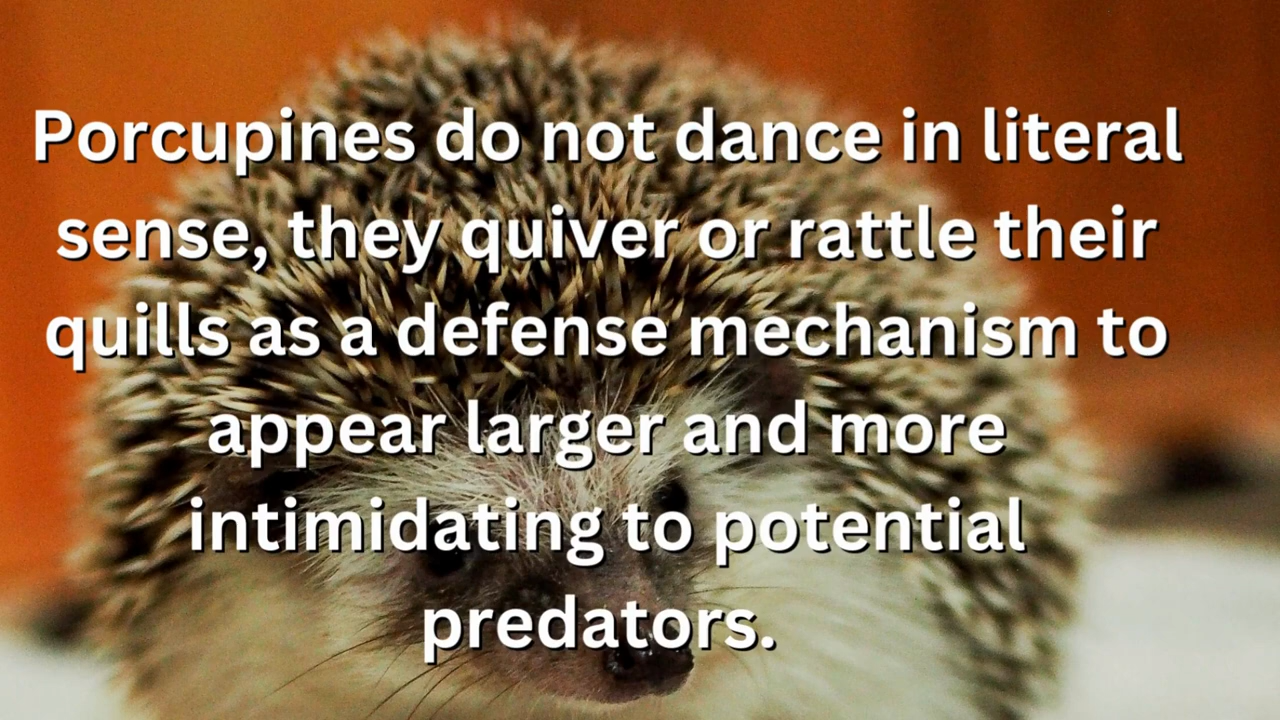 Porcupines do not dance in literal
sense, they quiver or rattle their
quills as a defense mechanism to
appear larger and more
intimidating to potential
predators.